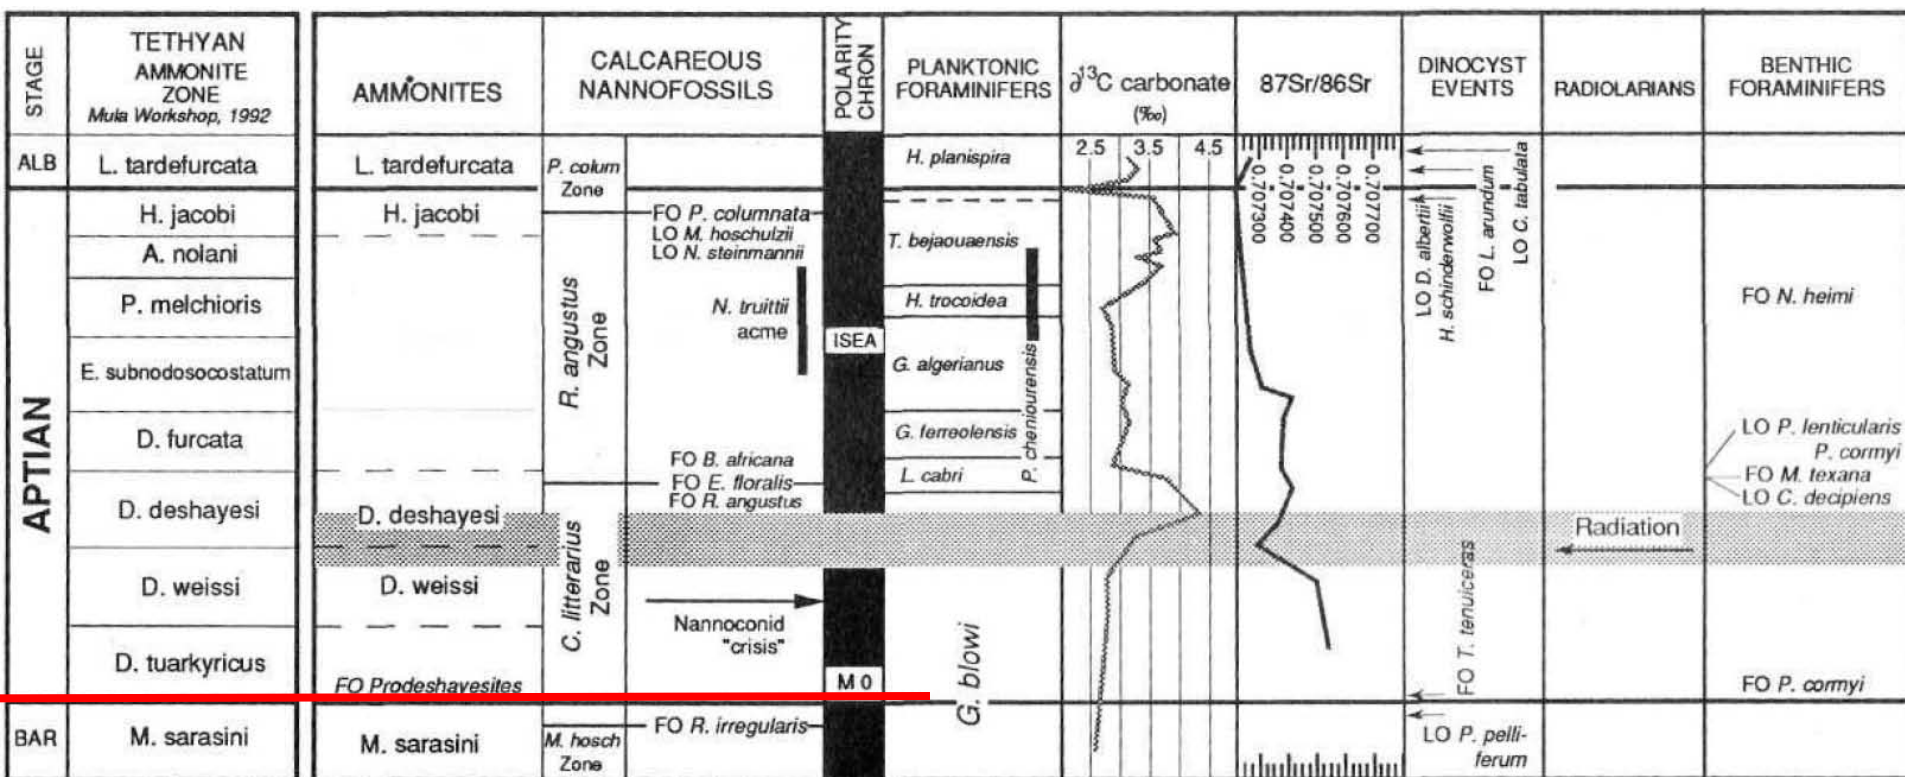 STAGE
TETHYAN
AMMONITE
ZONE
Mula Workshop, 1992
AMMONITES
CALCAREOUS
NANNOFOSSILS
POLARITY
CHRON
PLANKTONIC
FORAMINIFERS
∂13C carbonate
(‰)
87Sr/86Sr
DINOCYST
EVENTS
RADIOLARIANS
BENTHIC
FORAMINIFERS
ALB
APTIAN
BAR
L. tardefurcata
H. jacobi
A. nolani
P. melchioris
E. subnodosocostatum
D. furcata
D. deshayesi
D. weissi
D. tuarkyricus
M. sarasini
L. tardefurcata
H. jacobi
D. deshayesi
D. weissi
FO Prodeshayesites
M. sarasini
P. colum
Zone
R. angustus
Zone
C. litterarius
Zone
M. hosch
Zone
FO P. columnata
LO M. hoschulzii
LO N. steinmannii
N. truittii
acme
FO B. africana
FO E. floralis
FO R. angustus
Nannoconid
"crisis"
FO R. irregularis
ISEA
M 0
H. planispira
T. bejaouaensis
H. trocoidea
G. algerianus
G. ferreolensis
L. cabri
P. cheniourensis
G. blowi
2.5 3.5 4.5
0.707300
0.707400
0.707500
0.707600
0.707700
LO D. albertii
H. schinderwolfii
FO L. arundum
LO C. tabulata
FO T. tenuiceras
LO P. pelli-
ferum
Radiation
FO N. heimi
LO P. lenticularis
P. cormyi
FO M. texana
LO C. decipiens
FO P. cormyi